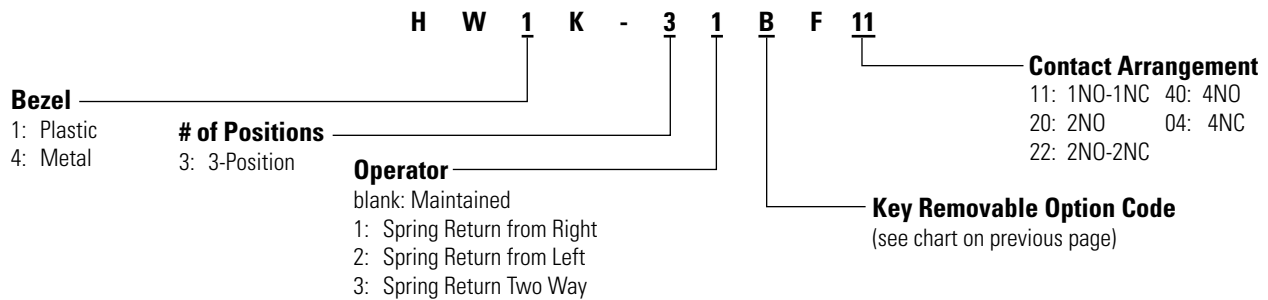 H W 1 K - 3 1 B F 11
Bezel
1: Plastic
4: Metal
# of Positions
3: 3-Position
Operator
blank: Maintained
1: Spring Return from Right
2: Spring Return from Left
3: Spring Return Two Way
Contact Arrangement
11: 1NO-1NC 40: 4NO
20: 2NO 04: 4NC
22: 2NO-2NC
Key Removable Option Code
(see chart on previous page)